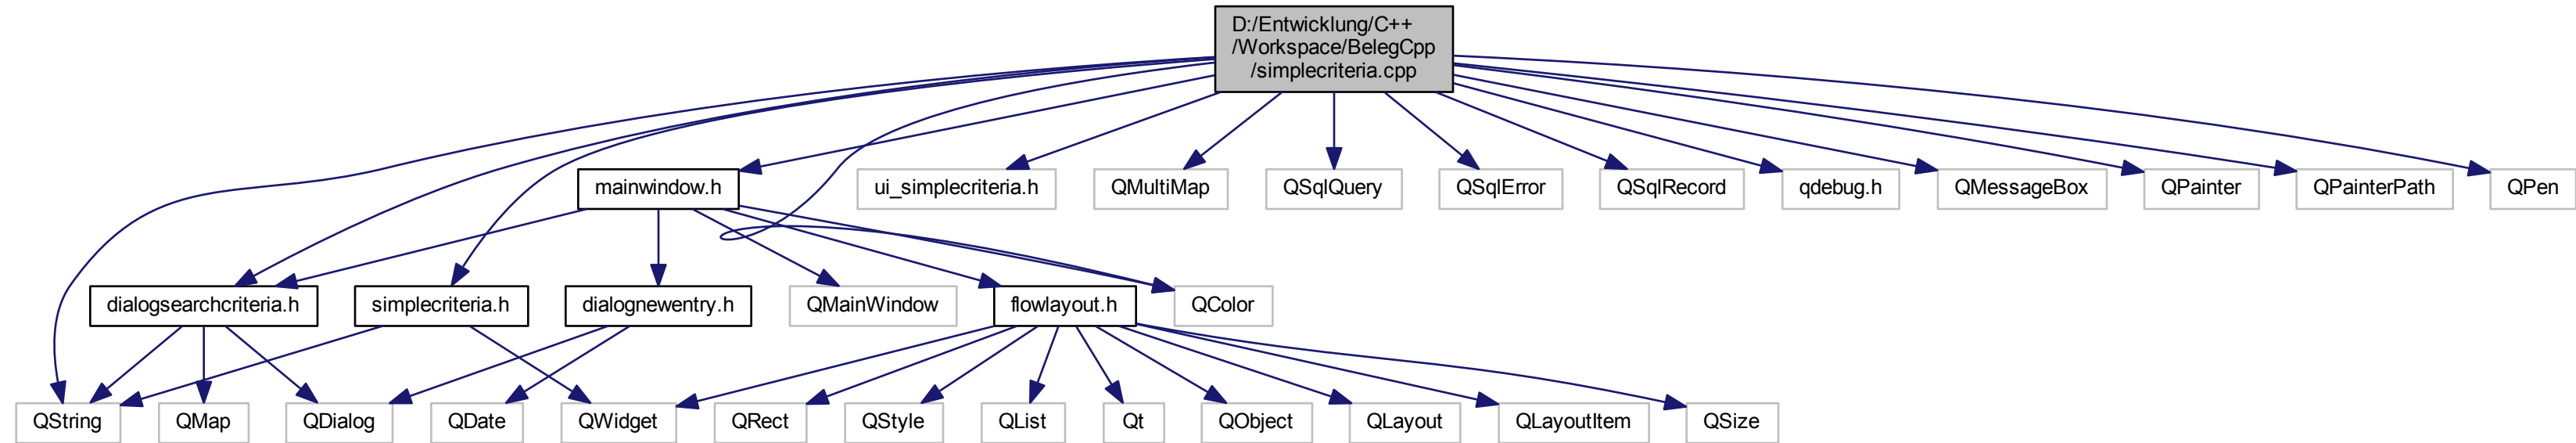 D:/Entwicklung/C++
/Workspace/BelegCpp
/simplecriteria.cpp
mainwindow.h
ui_simplecriteria.h
QMultiMap
QSqlQuery
QSqlError
QSqlRecord
qdebug.h
QMessageBox
QPainter
QPainterPath
QPen
dialogsearchcriteria.h
simplecriteria.h
dialognewentry.h
QMainWindow
flowlayout.h
QColor
QString
QMap
QDialog
QDate
QWidget
QRect
QStyle
QList
Qt
QObject
QLayout
QLayoutItem
QSize